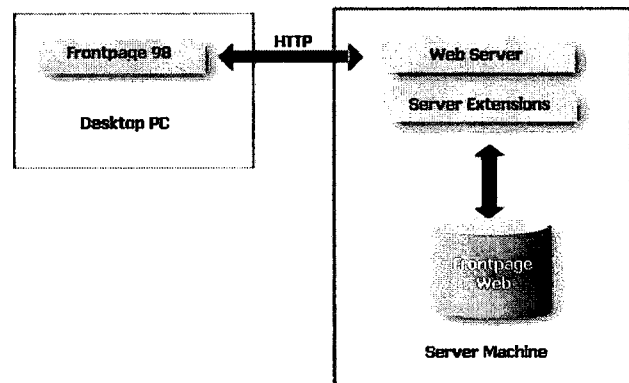 Frontpage 98
Desktop PC
HTTP
Web Server
Server Extensions
Frontpage
Web
Server Machine